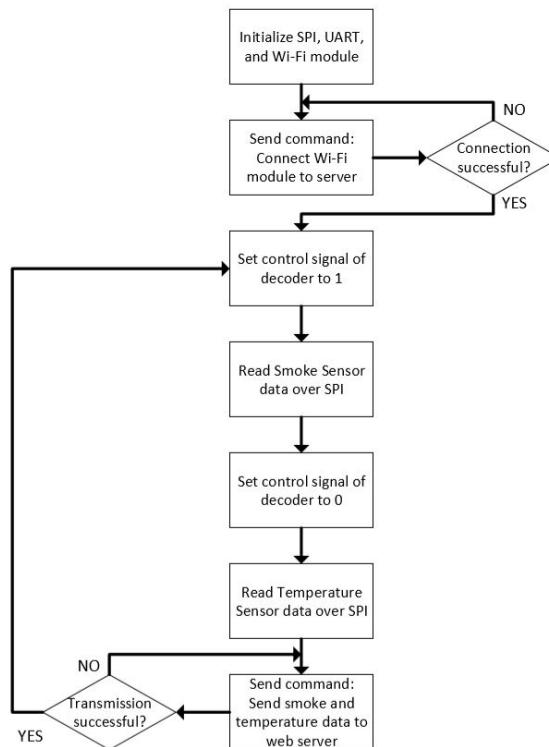 Initialize SPI, UART,
and Wi-Fi module
NO
Send command:
Connect Wi-Fi
module to server
Connection
successful?
YES
Set control signal of
decoder to 1
Read Smoke Sensor
data over SPI
Set control signal of
decoder to 0
Read Temperature
Sensor data over SPI
NO
Transmission
successful?
YES
Send command:
Send smoke and
temperature data to
web server